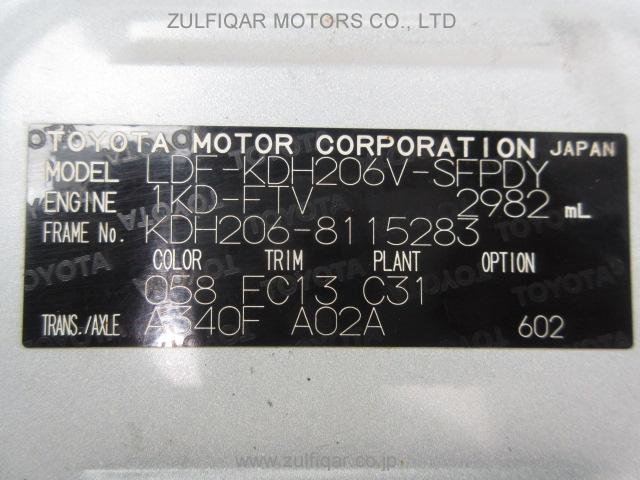 ZULFIQAR MOTORS CO., LTD
TOYOTA MOTOR CORPORATION JAPAN
MODEL LDF-KDH206V-SFPDY
ENGINE 1KD-FTV 2982 mL
FRAME No. KDH206-8115283
COLOR TRIM PLANT OPTION
058 FC13 C31
TRANS./AXLE A340F A02A 602
www.zulfiqar.co.jp